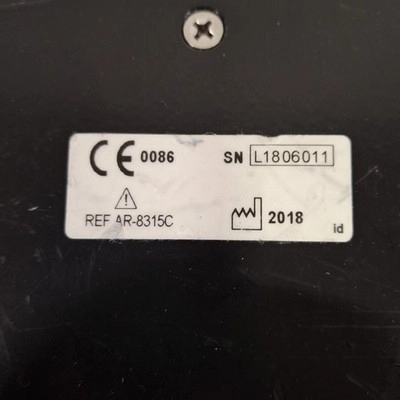 CE 0086 SN L1806011
REF AR-8315C 2018
id